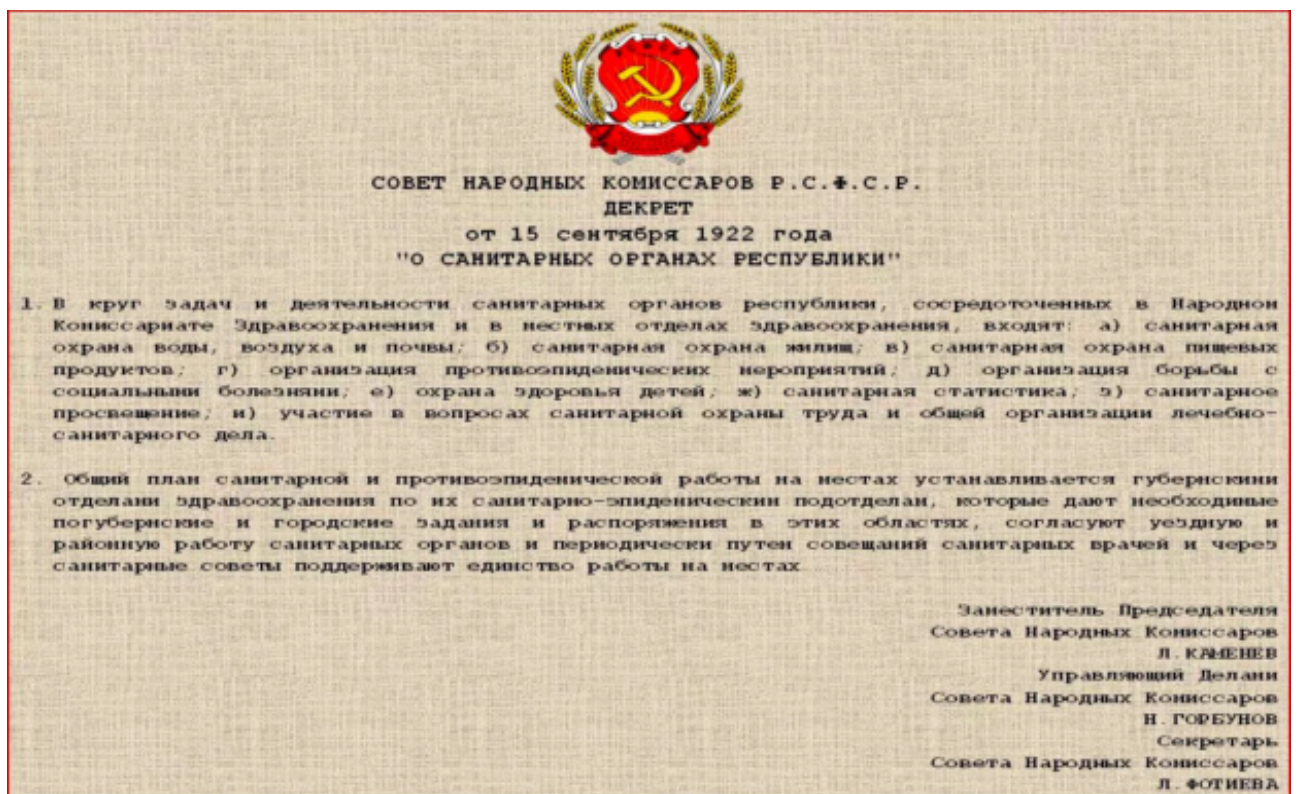 СОВЕТ НАРОДНЫХ КОМИССАРОВ Р.С.Ф.С.Р.
ДЕКРЕТ
от 15 сентября 1922 года
"О САНИТАРНЫХ ОРГАНАХ РЕСПУБЛИКИ"
1. В круг задач и деятельности санитарных органов республики, сосредоточенных в Народном
Комиссариате Здравоохранения и в местных отделах здравоохранения, входят: а) санитарная
охрана воды, воздуха и почвы; б) санитарная охрана жилищ; в) санитарная охрана пищевых
продуктов; г) организация противоэпидемических мероприятий; д) организация борьбы с
социальными болезнями; е) охрана здоровья детей; ж) санитарная статистика; з) санитарное
просвещение; и) участие в вопросах санитарной охраны труда и общей организации лечебно-
санитарного дела.
2. Общий план санитарной и противоэпидемической работы на местах устанавливается губернскими
отделами здравоохранения по их санитарно-эпидемическим подотделам, которые дают необходимые
погубернские и городские задания и распоряжения в этих областях, согласуют уездную и
районную работу санитарных органов и периодически путем совещаний санитарных врачей и через
санитарные советы поддерживают единство работы на местах
Заместитель Председателя
Совета Народных Комиссаров
Л.КАМЕНЕВ
Управляющий Делами
Совета Народных Комиссаров
Н.ГОРБУНОВ
Секретарь
Совета Народных Комиссаров
Л.ФОТИЕВА